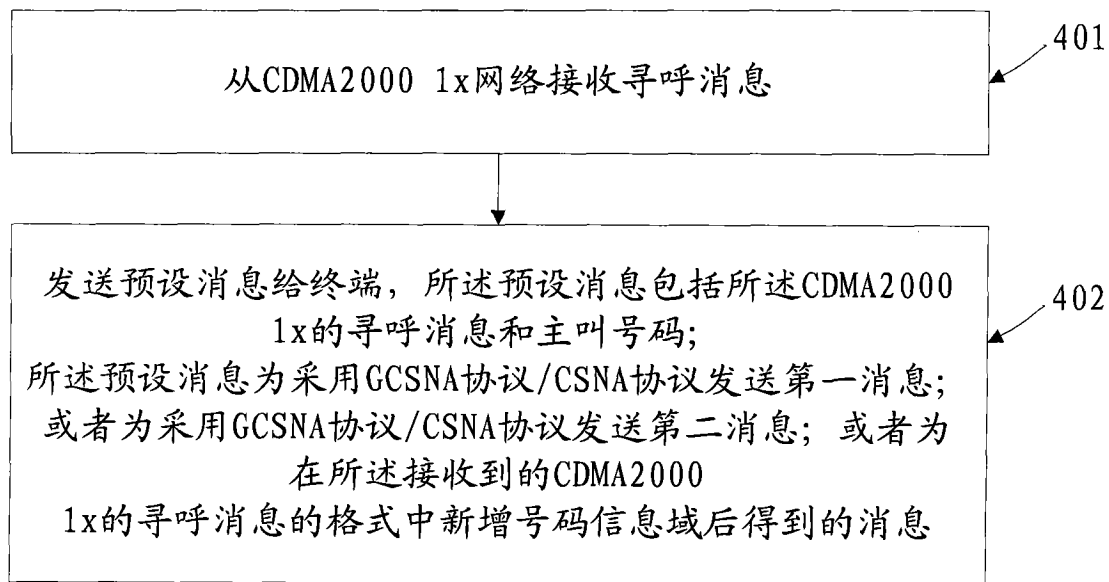 从CDMA2000 1x网络接收寻呼消息
401
发送预设消息给终端，所述预设消息包括所述CDMA2000
1x的寻呼消息和主叫号码；
所述预设消息为采用GCSNA协议/CSNA协议发送第一消息；
或者为采用GCSNA协议/CSNA协议发送第二消息；或者为
在所述接收到的CDMA2000
1x的寻呼消息的格式中新增号码信息域后得到的消息
402